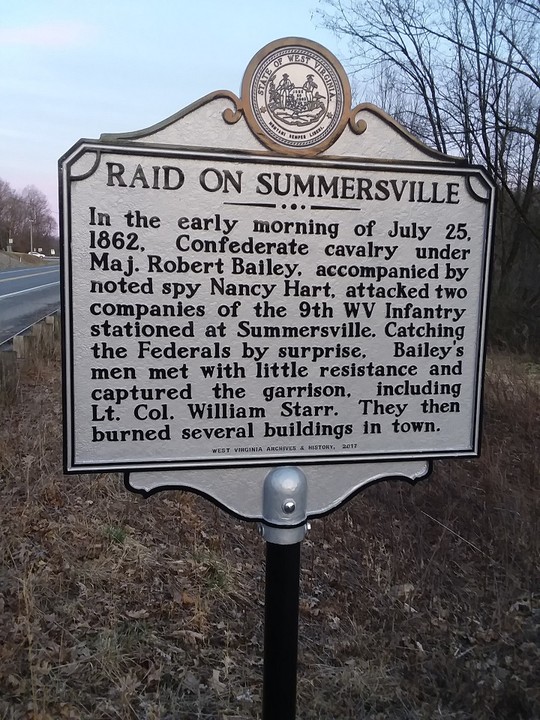 STATE OF WEST VIRGINIA
MONTANI SEMPER LIBERI
RAID ON SUMMERSVILLE
In the early morning of July 25,
1862, Confederate cavalry under
Maj. Robert Bailey, accompanied by
noted spy Nancy Hart, attacked two
companies of the 9th WV Infantry
stationed at Summersville. Catching
the Federals by surprise, Bailey's
men met with little resistance and
captured the garrison, including
Lt. Col. William Starr. They then
burned several buildings in town.
WEST VIRGINIA ARCHIVES & HISTORY, 2017